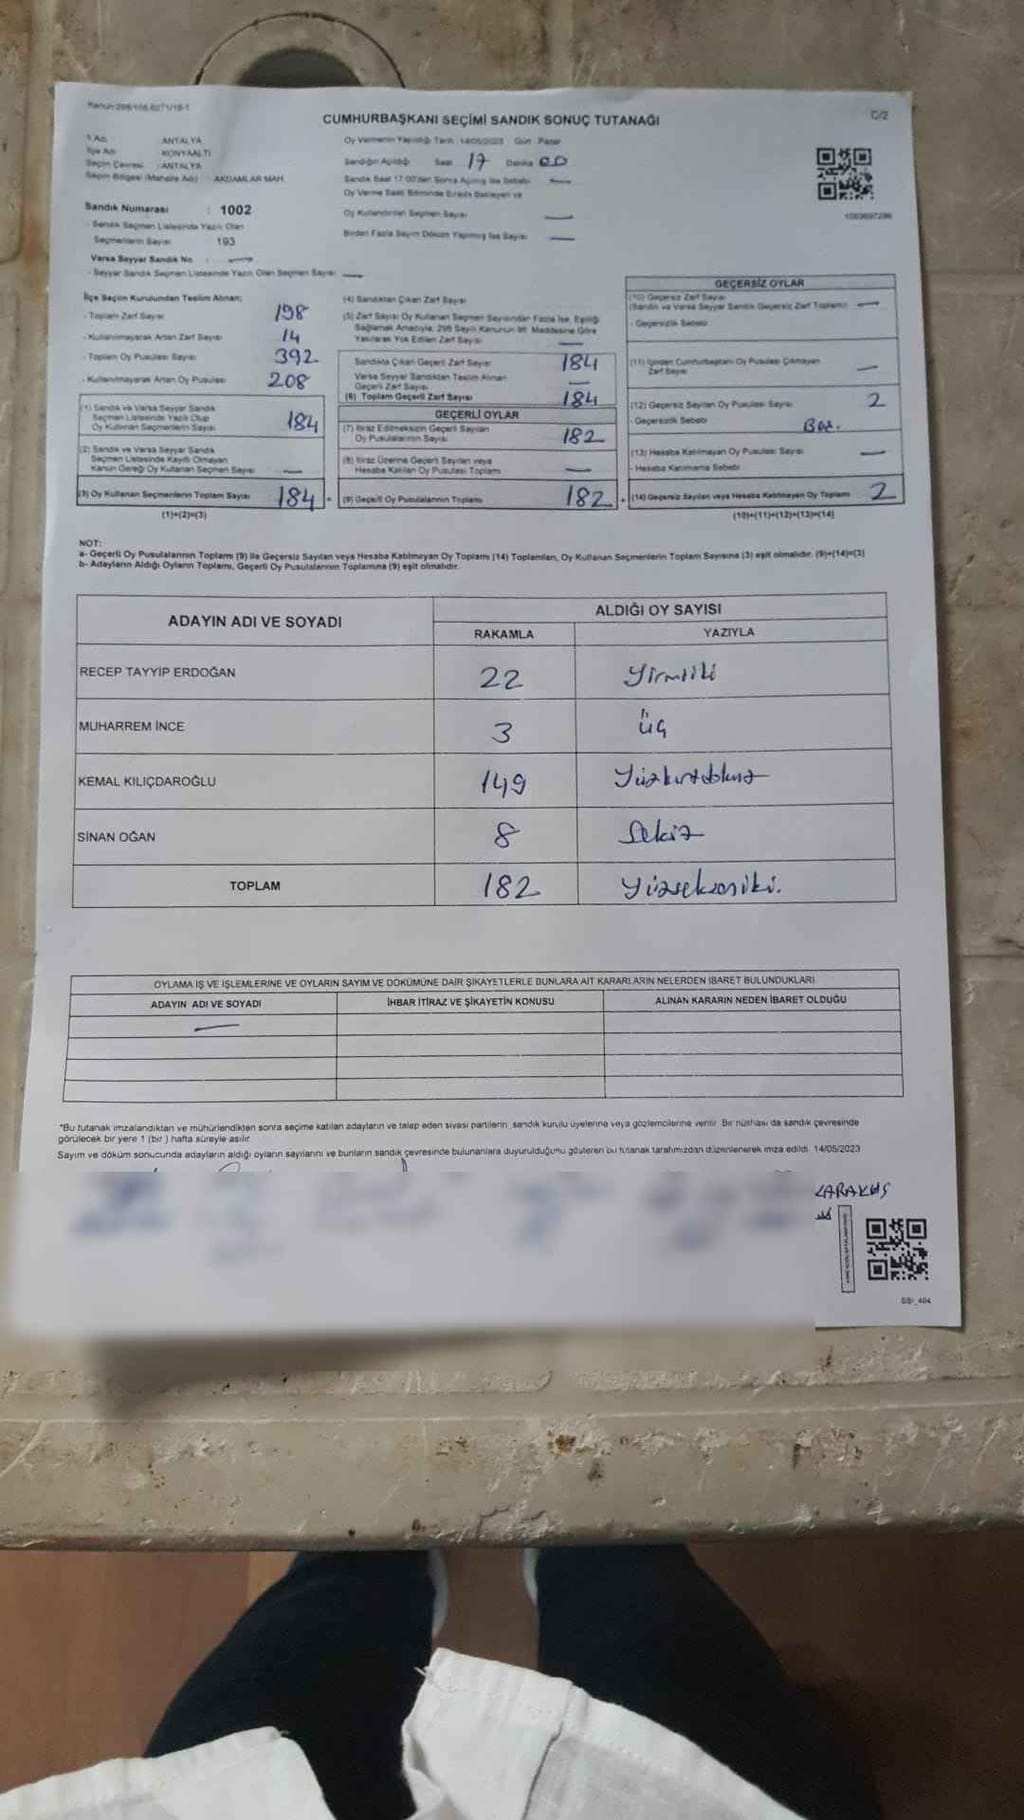 Kanun:298/105,6271/18-1
CUMHURBAŞKANI SEÇİMİ SANDIK SONUÇ TUTANAĞI
C/2
İl Adı : ANTALYA
İlçe Adı : KONYAALTI
Seçim Çevresi : ANTALYA
Seçim Bölgesi (Mahalle Adı) : AKDAMLAR MAH.
Sandık Numarası : 1002
- Sandık Seçmen Listesinde Yazılı Olan
Seçmenlerin Sayısı : 193
Varsa Seyyar Sandık No : —
- Seyyar Sandık Seçmen Listesinde Yazılı Olan Seçmen Sayısı —
Oy Vermenin Yapıldığı Tarih 14/05/2023 Gün Pazar
Sandığın Açıldığı Saat 17 Dakika 00
Sandık Saat 17:00'den Sonra Açılmış İse Sebebi —
Oy Verme Saati Bitiminde Sırada Bekleyen ve
Oy Kullandırılan Seçmen Sayısı —
Birden Fazla Sayım Döküm Yapılmış İse Sayısı —
İlçe Seçim Kurulundan Teslim Alınan;
- Toplam Zarf Sayısı 198
- Kullanılmayarak Artan Zarf Sayısı 14
- Toplam Oy Pusulası Sayısı 392
- Kullanılmayarak Artan Oy Pusulası 208
(1) Sandık ve Varsa Seyyar Sandık
Seçmen Listesinde Yazılı Olup
Oy Kullanan Seçmenlerin Sayısı 184
(2) Sandık ve Varsa Seyyar Sandık
Seçmen Listesinde Kayıtlı Olmayan
Kanun Gereği Oy Kullanan Seçmen Sayısı —
(3) Oy Kullanan Seçmenlerin Toplam Sayısı 184 =
(1)+(2)=(3)
(4) Sandıktan Çıkan Zarf Sayısı
(5) Zarf Sayısı Oy Kullanan Seçmen Sayısından Fazla İse, Eşitliği
Sağlamak Amacıyla, 298 Sayılı Kanunun 98. Maddesine Göre
Yakılarak Yok Edilen Zarf Sayısı —
Sandıkta Çıkan Geçerli Zarf Sayısı 184
Varsa Seyyar Sandıktan Teslim Alınan
Geçerli Zarf Sayısı —
(6) Toplam Geçerli Zarf Sayısı 184
GEÇERLİ OYLAR
(7) İtiraz Edilmeksizin Geçerli Sayılan
Oy Pusulalarının Sayısı 182
(8) İtiraz Üzerine Geçerli Sayılan veya
Hesaba Katılan Oy Pusulası Toplamı —
(9) Geçerli Oy Pusulalarının Toplamı 182 +
GEÇERSİZ OYLAR
(10) Geçersiz Zarf Sayısı
(Sandık ve Varsa Seyyar Sandık Geçersiz Zarf Toplamı) —
- Geçersizlik Sebebi
(11) İçinden Cumhurbaşkanı Oy Pusulası Çıkmayan
Zarf Sayısı —
(12) Geçersiz Sayılan Oy Pusulası Sayısı 2
- Geçersizlik Sebebi
(13) Hesaba Katılmayan Oy Pusulası Sayısı —
- Hesaba Katılmama Sebebi
(14) Geçersiz Sayılan veya Hesaba Katılmayan Oy Toplamı 2
(10)+(11)+(12)+(13)=(14)
NOT:
a- Geçerli Oy Pusulalarının Toplamı (9) ile Geçersiz Sayılan veya Hesaba Katılmayan Oy Toplamı (14) Toplamları, Oy Kullanan Seçmenlerin Toplam Sayısına (3) eşit olmalıdır. (9)+(14)=(3)
b- Adayların Aldığı Oyların Toplamı, Geçerli Oy Pusulalarının Toplamına (9) eşit olmalıdır.
ADAYIN ADI VE SOYADI
ALDIĞI OY SAYISI
RAKAMLA YAZIYLA
RECEP TAYYİP ERDOĞAN 22 yirmiiki
MUHARREM İNCE 3 üç
KEMAL KILIÇDAROĞLU 149 yüzkırkdokuz
SİNAN OĞAN 8 Sekiz
TOPLAM 182 yüzsekseniki.
OYLAMA İŞ VE İŞLEMLERİNE VE OYLARIN SAYIM VE DÖKÜMÜNE DAİR ŞİKAYETLERLE BUNLARA AİT KARARLARIN NELERDEN İBARET BULUNDUKLARI
ADAYIN ADI VE SOYADI İHBAR İTİRAZ VE ŞİKAYETİN KONUSU ALINAN KARARIN NEDEN İBARET OLDUĞU
—
*Bu tutanak imzalandıktan ve mühürlendikten sonra seçime katılan adayların ve talep eden siyasi partilerin, sandık kurulu üyelerine veya gözlemcilerine verilir. Bir nüshası da sandık çevresinde
görülecek bir yere 1 (bir ) hafta süreyle asılır.
Sayım ve döküm sonucunda adayların aldığı oyların sayılarını ve bunların sandık çevresinde bulunanlara duyurulduğunu gösteren bu tutanak tarafımızdan düzenlenerek imza edildi. 14/05/2023
KARAKUŞ